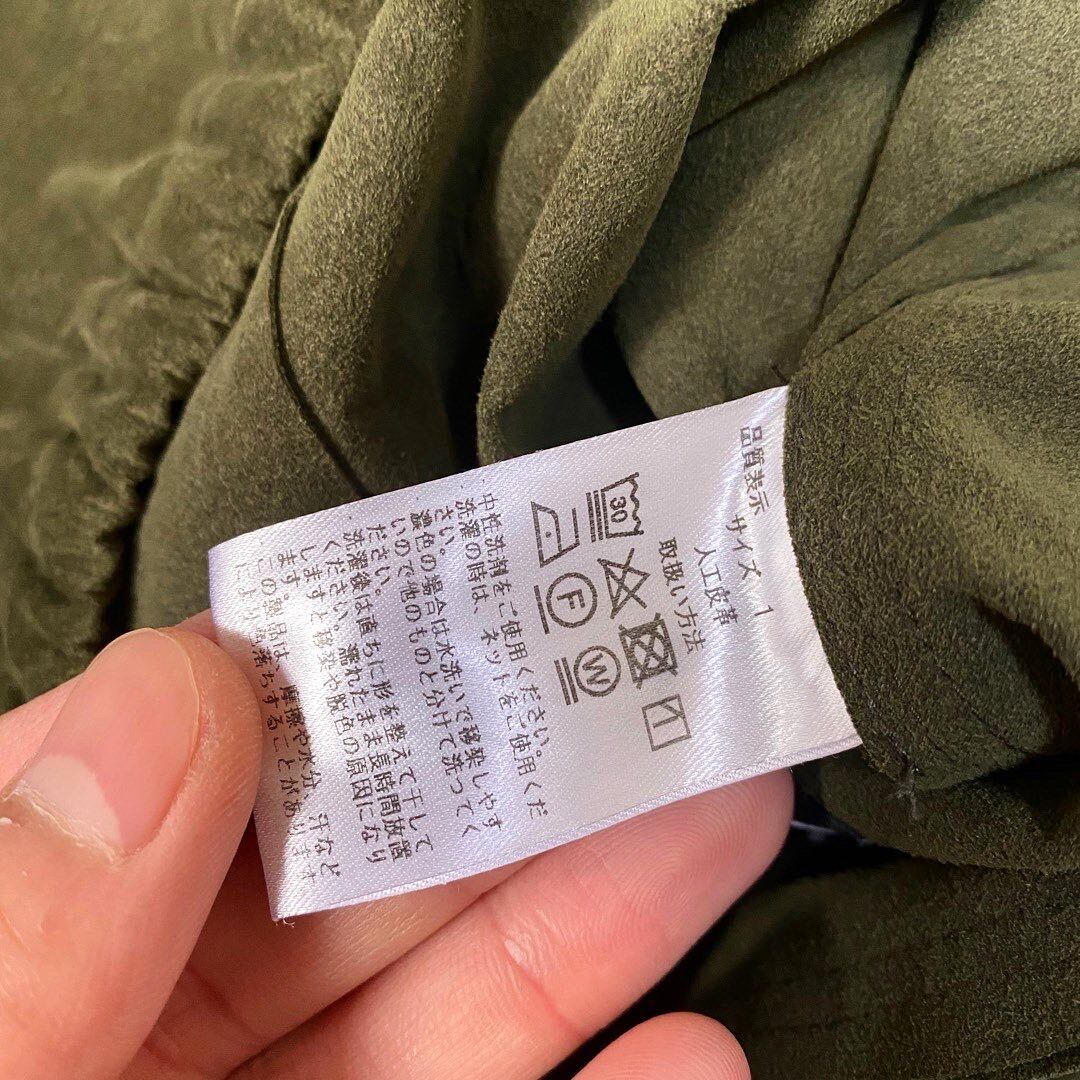 品質表示
サイズ 1
人工皮革
取扱い方法
30
F
W
中性洗剤をご使用ください。
洗濯の時は、ネットをご使用くだ
さい。
濃色の場合は水洗いで移染しやす
いので他のものと分けて洗ってく
ださい。
洗濯後は直ちに形を整えて干して
ください。濡れたまま長時間放置
しますと移染や脱色の原因になり
ます。
この製品は、摩擦や水分、汗など
により 落ちすることがあります